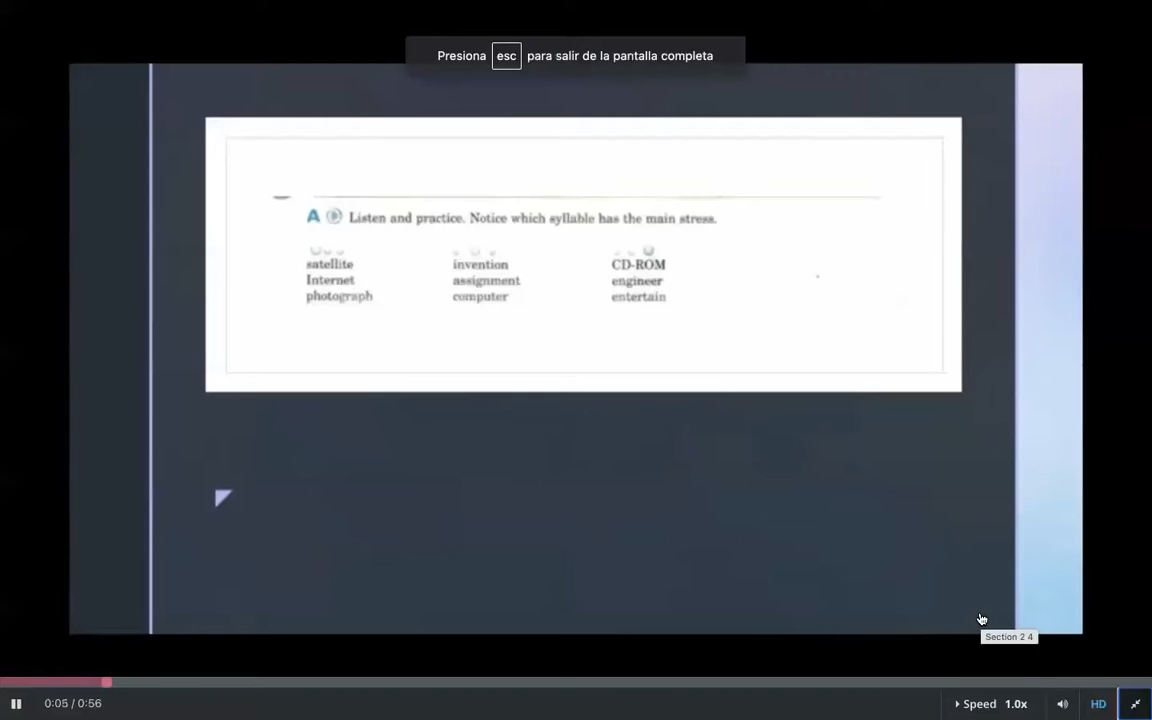 Presiona esc para salir de la pantalla completa
A Listen and practice. Notice which syllable has the main stress.
satellite invention CD-ROM
Internet assignment engineer
photograph computer entertain
Section 2 4
0:05 / 0:56 Speed 1.0x HD